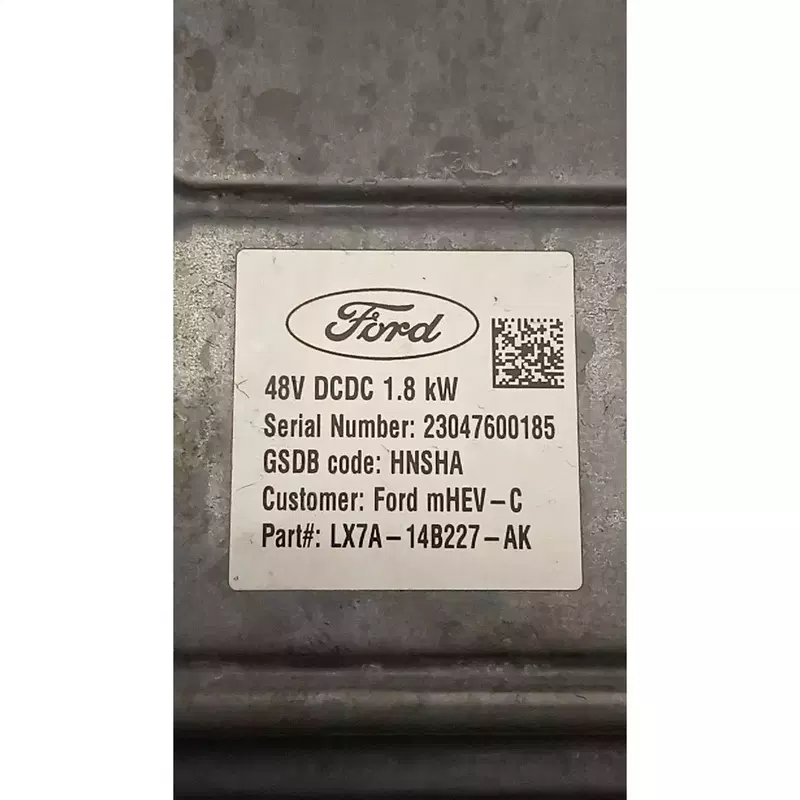 Ford
48V DCDC 1.8 kW
Serial Number: 23047600185
GSDB code: HNSHA
Customer: Ford mHEV-C
Part#: LX7A-14B227-AK